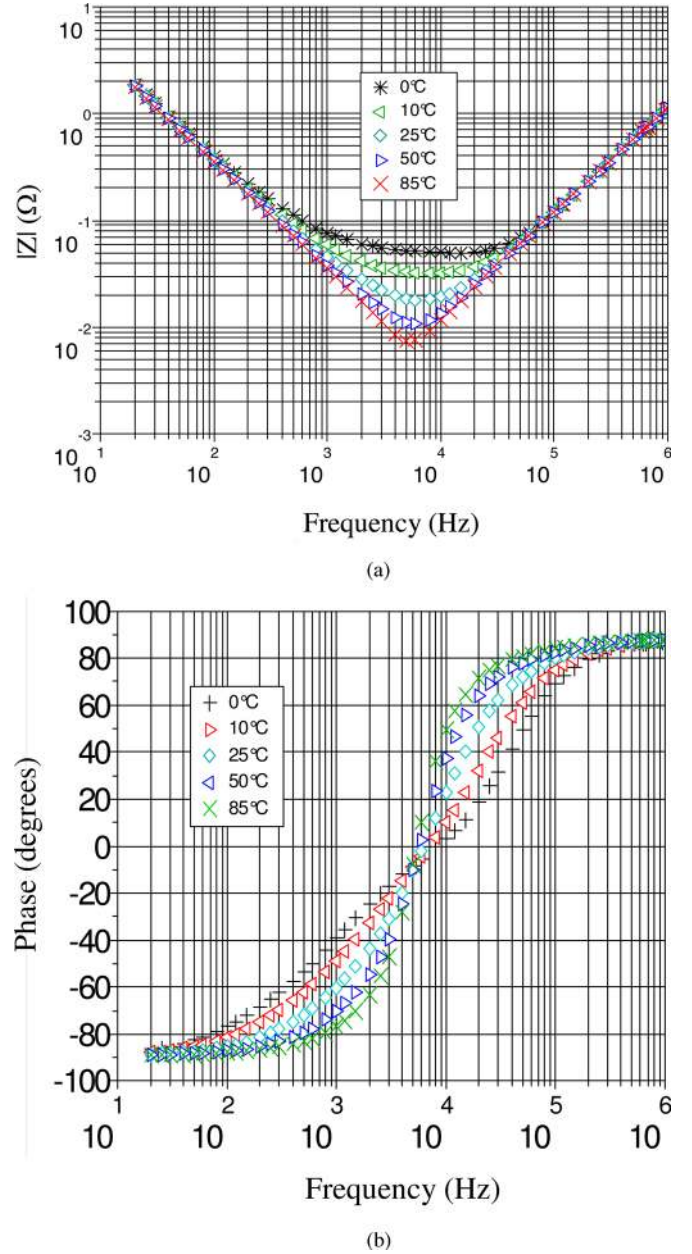 10 1
10 0
|Z| (Ω)
10 -1
10 -2
10 -3
0°C
10°C
25°C
50°C
85°C
10 1
10 2
10 3
10 4
10 5
10 6
Frequency (Hz)
(a)
Phase (degrees)
100
80
60
40
20
0
-20
-40
-60
-80
-100
0°C
10°C
25°C
50°C
85°C
1 2 3 4 5 6
10 10 10 10 10 10
Frequency (Hz)
(b)